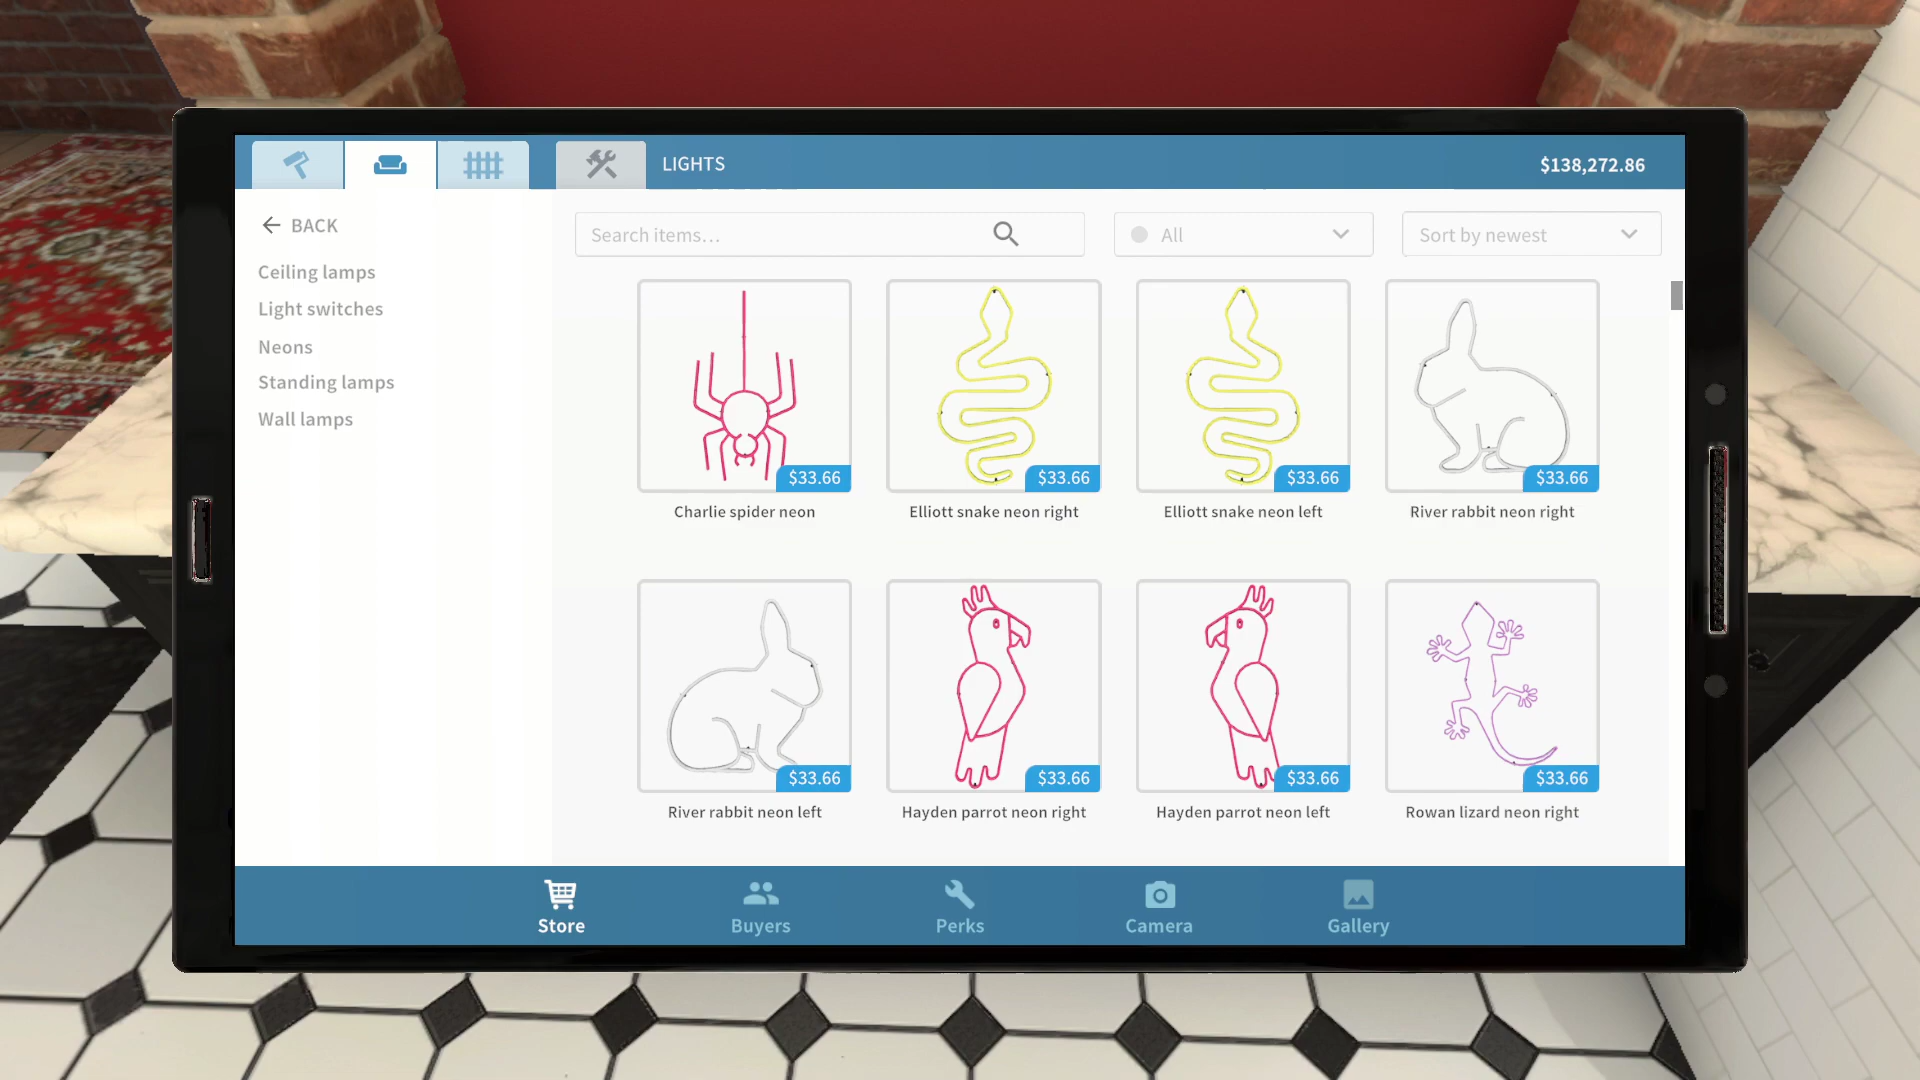 LIGHTS
$138,272.86
BACK
Search items...
All
Sort by newest
Ceiling lamps
Light switches
Neons
Standing lamps
Wall lamps
$33.66
$33.66
$33.66
$33.66
Charlie spider neon
Elliott snake neon right
Elliott snake neon left
River rabbit neon right
$33.66
$33.66
$33.66
$33.66
River rabbit neon left
Hayden parrot neon right
Hayden parrot neon left
Rowan lizard neon right
Store
Buyers
Perks
Camera
Gallery